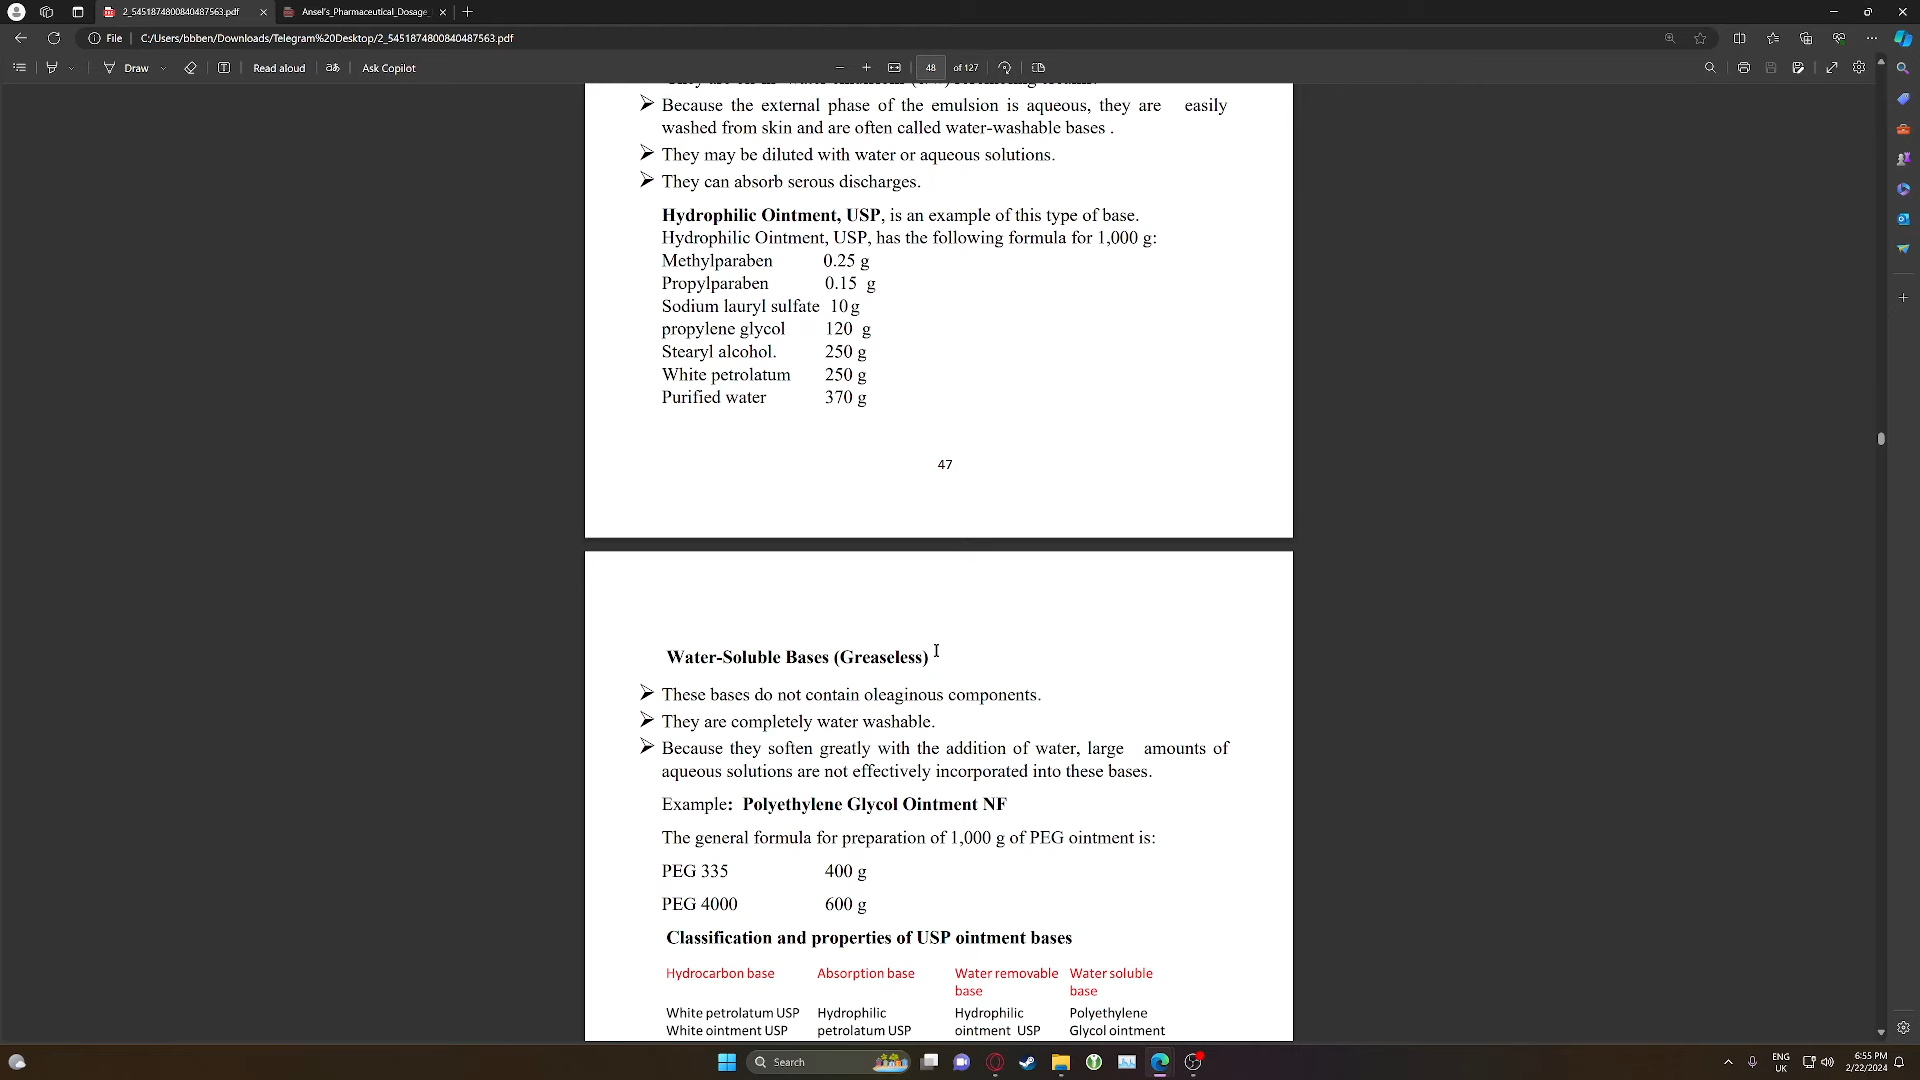 2_5451874800840487563.pdf
Ansel's_Pharmaceutical_Dosage_
File
C:/Users/bbben/Downloads/Telegram%20Desktop/2_5451874800840487563.pdf
Draw
Read aloud
Ask Copilot
48
of 127
Because the external phase of the emulsion is aqueous, they are easily
washed from skin and are often called water-washable bases .
They may be diluted with water or aqueous solutions.
They can absorb serous discharges.
Hydrophilic Ointment, USP, is an example of this type of base.
Hydrophilic Ointment, USP, has the following formula for 1,000 g:
Methylparaben 0.25 g
Propylparaben 0.15 g
Sodium lauryl sulfate 10g
propylene glycol 120 g
Stearyl alcohol. 250 g
White petrolatum 250 g
Purified water 370 g
47
Water-Soluble Bases (Greaseless)
These bases do not contain oleaginous components.
They are completely water washable.
Because they soften greatly with the addition of water, large amounts of
aqueous solutions are not effectively incorporated into these bases.
Example: Polyethylene Glycol Ointment NF
The general formula for preparation of 1,000 g of PEG ointment is:
PEG 335 400 g
PEG 4000 600 g
Classification and properties of USP ointment bases
Hydrocarbon base Absorption base Water removable Water soluble
base base
White petrolatum USP Hydrophilic Hydrophilic Polyethylene
White ointment USP petrolatum USP ointment USP Glycol ointment
Search
ENG
UK
6:55 PM
2/22/2024